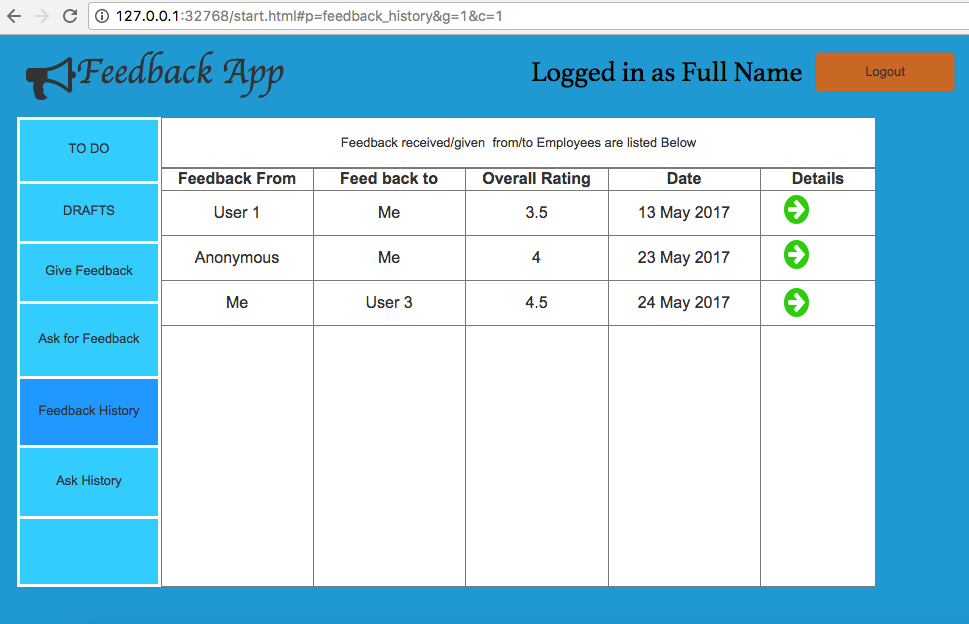 127.0.0.1:32768/start.html#p=feedback_history&g=1&c=1
Feedback App
Logged in as Full Name
Logout
TO DO
DRAFTS
Give Feedback
Ask for Feedback
Feedback History
Ask History
Feedback received/given  from/to Employees are listed Below
Feedback From Feed back to Overall Rating Date Details
User 1 Me 3.5 13 May 2017
Anonymous Me 4 23 May 2017
Me User 3 4.5 24 May 2017